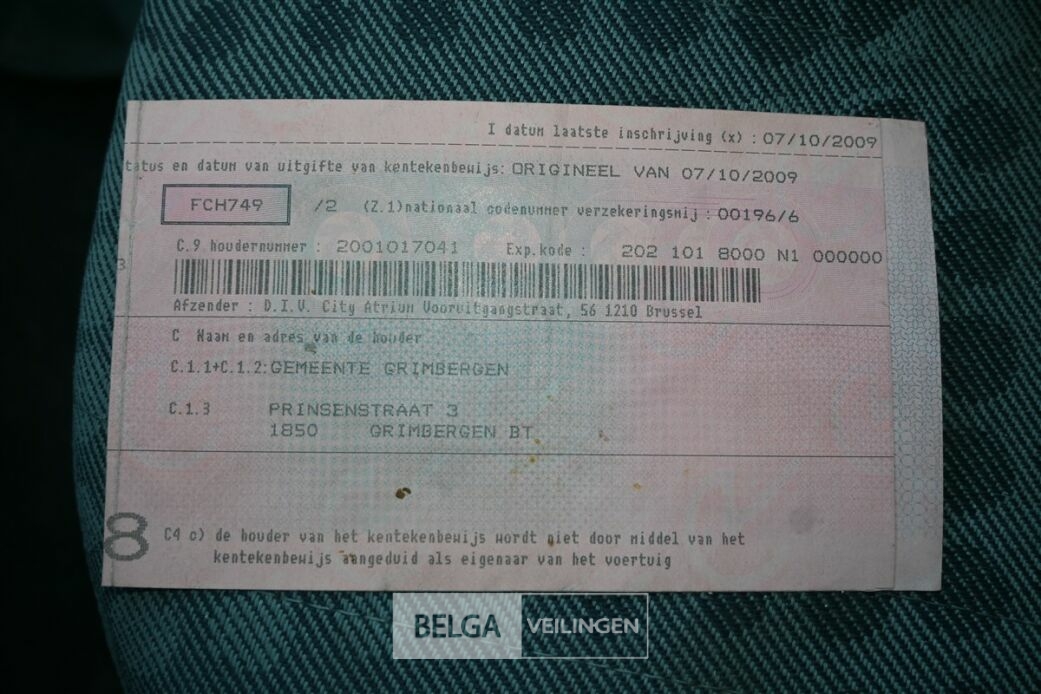 I datum laatste inschrijving (x) : 07/10/2009
tatus en datum van uitgifte van kentekenbewijs: ORIGINEEL VAN 07/10/2009
FCH749 /2 (Z.1)nationaal codenummer verzekeringsmij : 00196/6
C.9 houdernummer : 2001017041 Exp.kode : 202 101 8000 N1 000000
Afzender : D.I.V. City Atrium Vooruitgangstraat, 56 1210 Brussel
C Naam en adres van de houder
C.1.1+C.1.2:GEMEENTE GRIMBERGEN
C.1.3 PRINSENSTRAAT 3
1850 GRIMBERGEN BT
8 C4 c) de houder van het kentekenbewijs wordt niet door middel van het
kentekenbewijs aangeduid als eigenaar van het voertuig
BELGA VEILINGEN